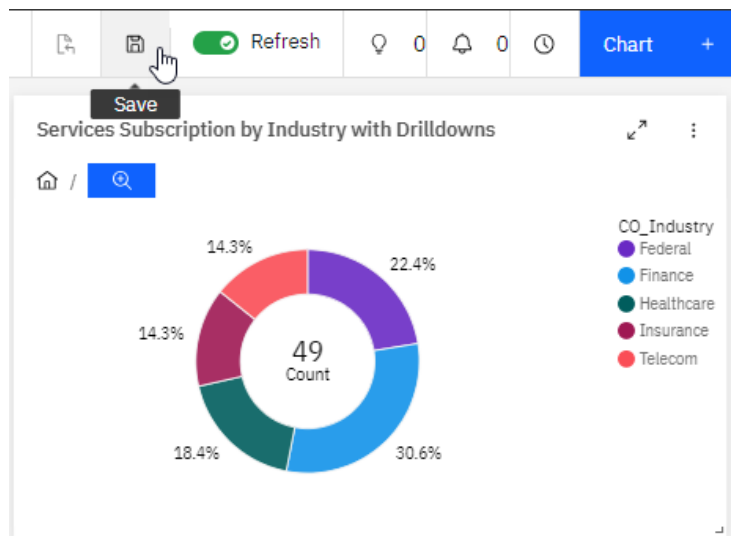 Refresh 0 0 Chart +
Save
Services Subscription by Industry with Drilldowns
/
CO_Industry
Federal
Finance
Healthcare
Insurance
Telecom
14.3%
22.4%
14.3%
49
Count
18.4%
30.6%